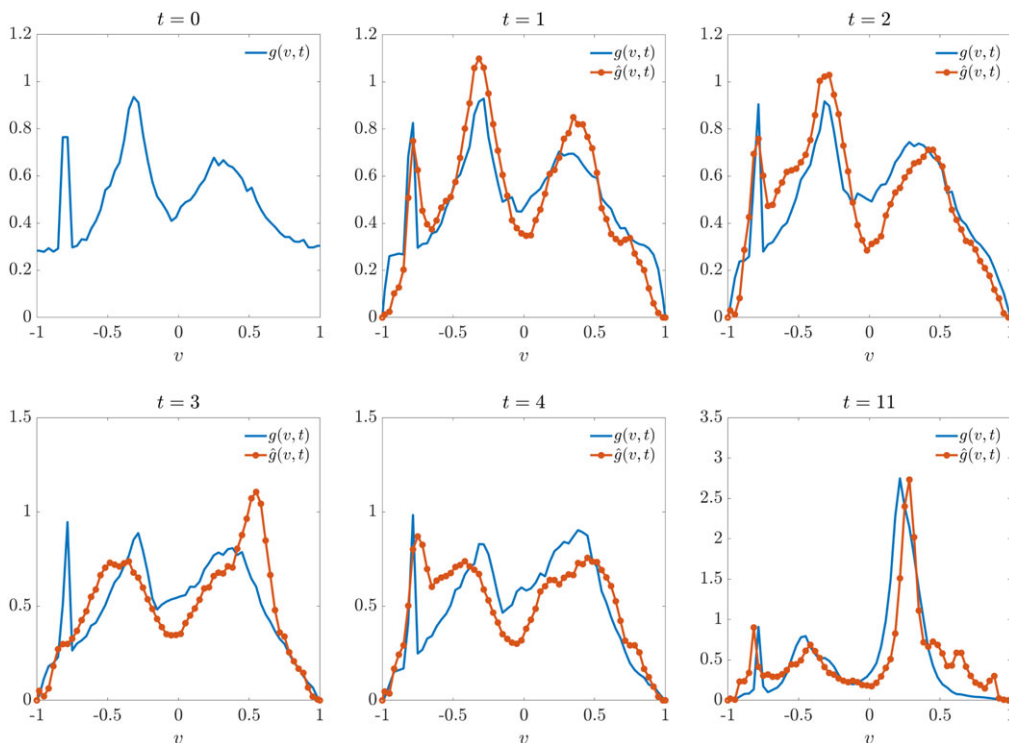 t = 0
1.2
1
0.8
0.6
0.4
0.2
0
-1
-0.5
0
0.5
1
v
g(v, t)
t = 1
1.2
1
0.8
0.6
0.4
0.2
0
-1
-0.5
0
0.5
1
v
g(v, t)
ĝ(v, t)
t = 2
1.2
1
0.8
0.6
0.4
0.2
0
-1
-0.5
0
0.5
1
v
g(v, t)
ĝ(v, t)
t = 3
1.5
1
0.5
0
-1
-0.5
0
0.5
1
v
g(v, t)
ĝ(v, t)
t = 4
1.5
1
0.5
0
-1
-0.5
0
0.5
1
v
g(v, t)
ĝ(v, t)
t = 11
3.5
3
2.5
2
1.5
1
0.5
0
-1
-0.5
0
0.5
1
v
g(v, t)
ĝ(v, t)